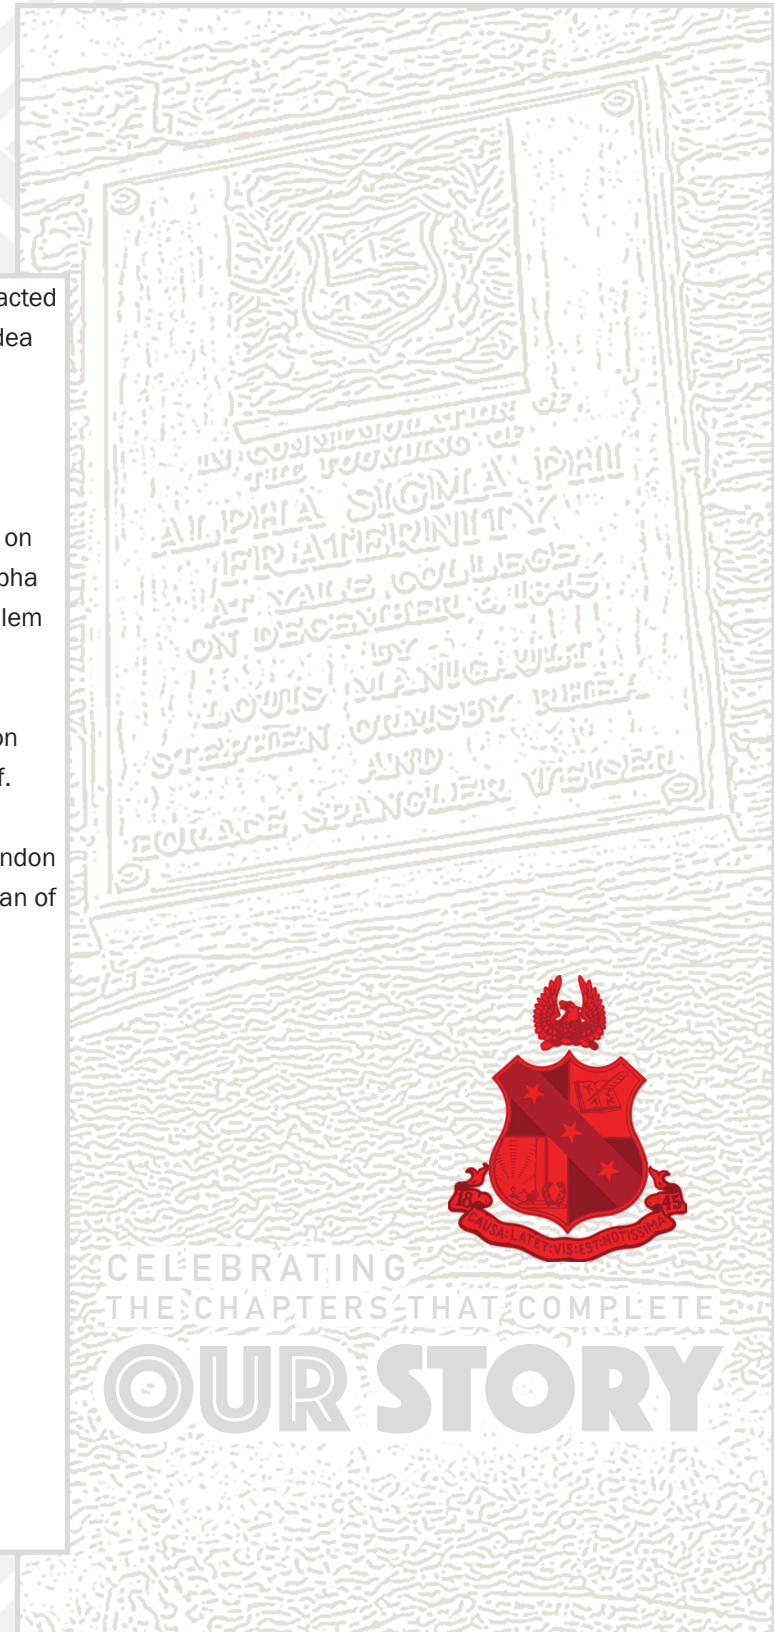 acted
dea
on
pha
lem
on
f.
ndon
an of
IN COMMEMORATION OF
THE FOUNDING OF
ALPHA SIGMA PHI
FRATERNITY
AT YALE COLLEGE
ON DECEMBER 6, 1845
BY
LOUIS MANIGAULT
STEPHEN ORMSBY RHEA
AND
HORACE SPANGLER WEISER
18 45
CAUSA:LATET:VIS:EST:NOTISSIMA
CELEBRATING
THE CHAPTERS THAT COMPLETE
OUR STORY